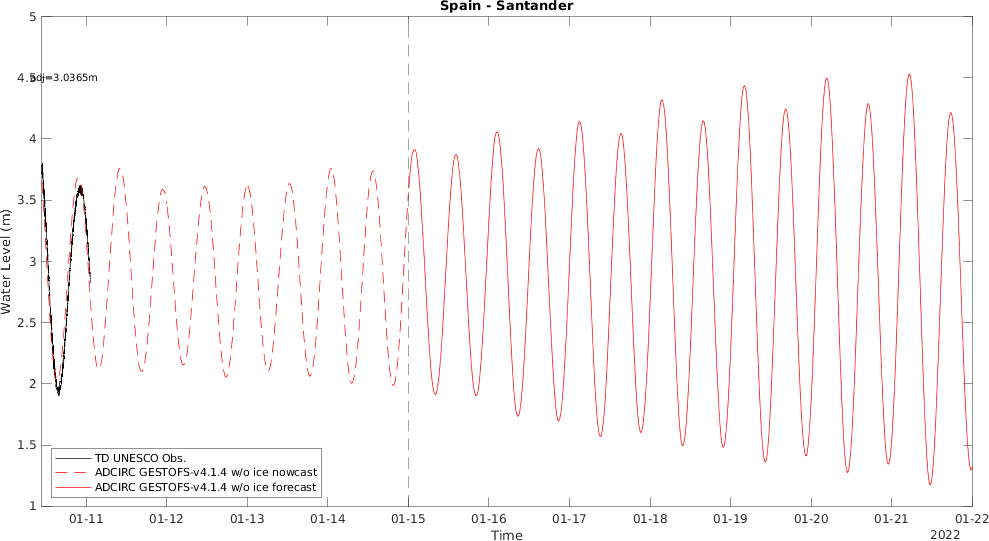 Spain - Santander
5
4.5
adj=3.0365m
4
3.5
3
2.5
2
1.5
1
Water Level (m)
TD UNESCO Obs.
ADCIRC GESTOFS-v4.1.4 w/o ice nowcast
ADCIRC GESTOFS-v4.1.4 w/o ice forecast
01-11 01-12 01-13 01-14 01-15 01-16 01-17 01-18 01-19 01-20 01-21 01-22
Time
2022